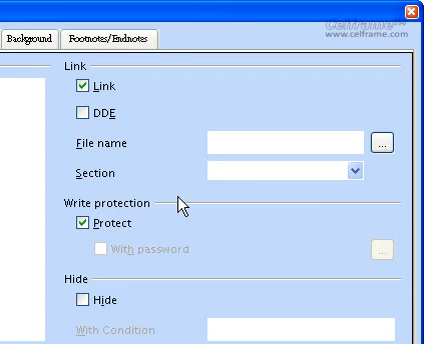 Celframe™
www.celframe.com
Background
Footnotes/Endnotes
Link
Link
DDE
File name
...
Section
Write protection
Protect
With password
...
Hide
Hide
With Condition